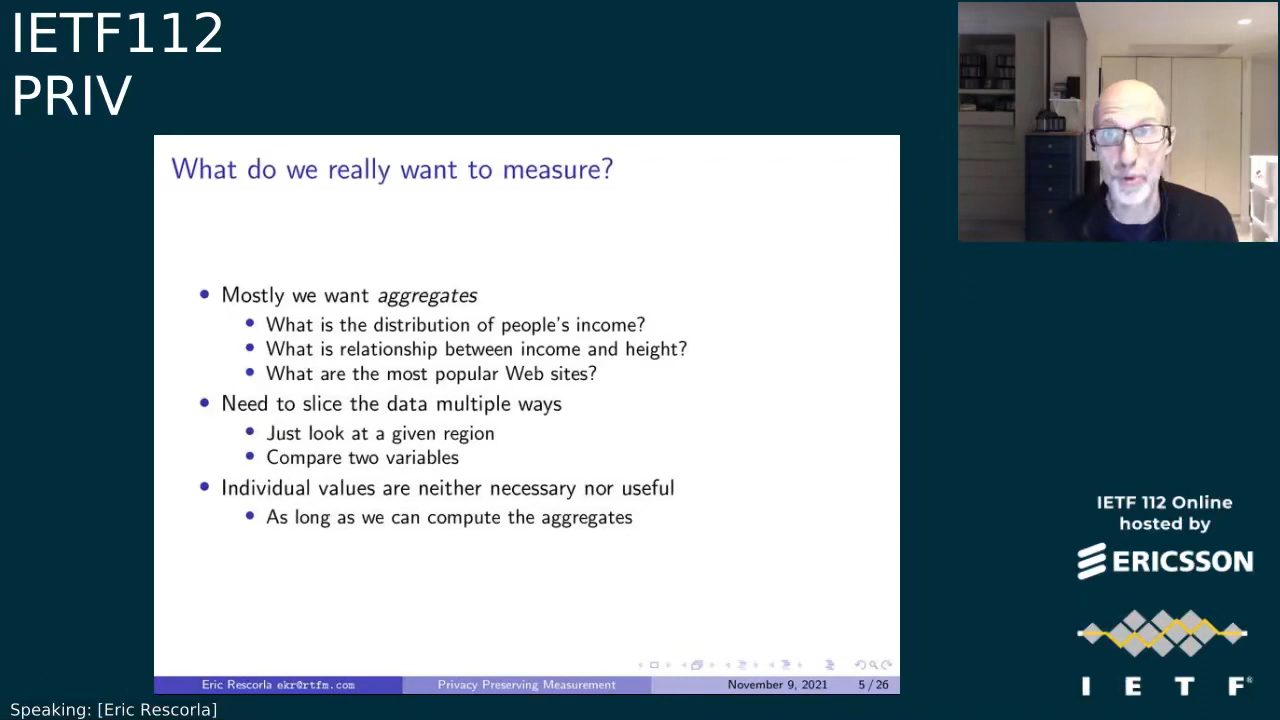 IETF112
PRIV
What do we really want to measure?
Mostly we want aggregates
What is the distribution of people's income?
What is relationship between income and height?
What are the most popular Web sites?
Need to slice the data multiple ways
Just look at a given region
Compare two variables
Individual values are neither necessary nor useful
As long as we can compute the aggregates
Eric Rescorla ekr@rtfm.com
Privacy Preserving Measurement
November 9, 2021
5 / 26
IETF 112 Online
hosted by
ERICSSON
I E T F®
Speaking: [Eric Rescorla]